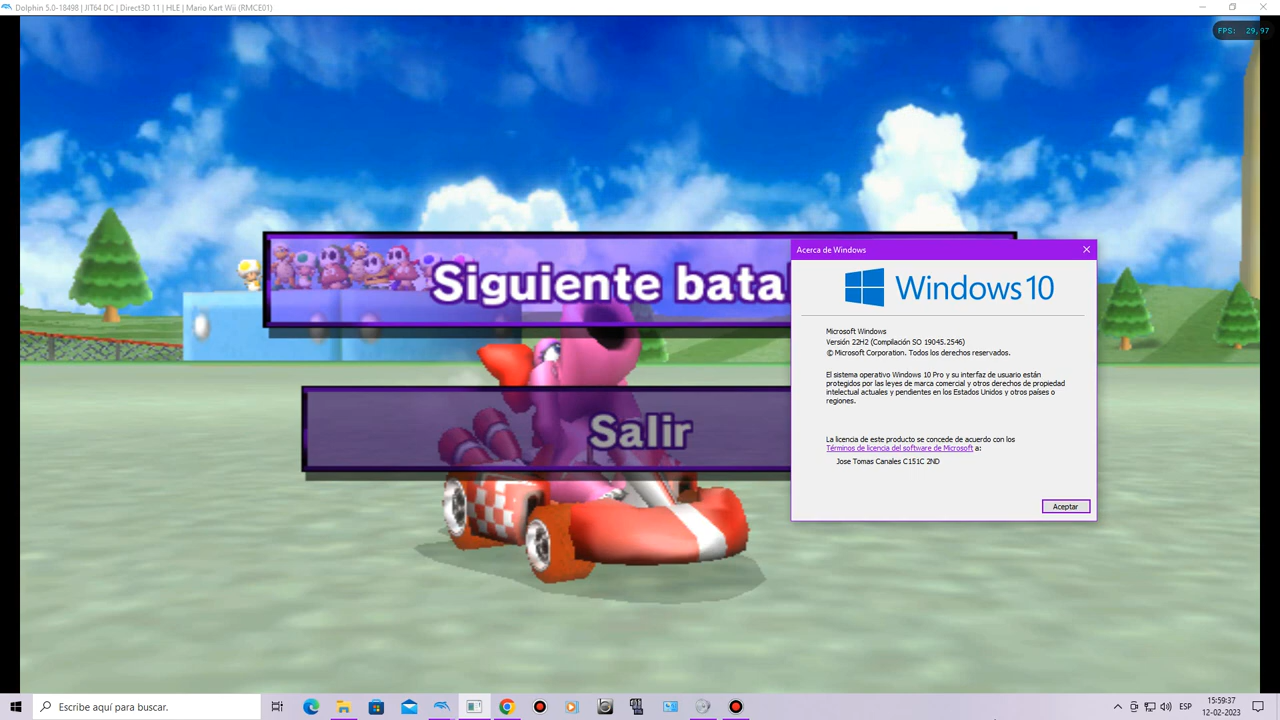 Dolphin 5.0-18498 | JIT64 DC | Direct3D 11 | HLE | Mario Kart Wii (RMCE01)
FPS: 29,97
Siguiente bata
Salir
Acerca de Windows
Windows 10
Microsoft Windows
Versión 22H2 (Compilación SO 19045.2546)
© Microsoft Corporation. Todos los derechos reservados.
El sistema operativo Windows 10 Pro y su interfaz de usuario están
protegidos por las leyes de marca comercial y otros derechos de propiedad
intelectual actuales y pendientes en los Estados Unidos y otros países o
regiones.
La licencia de este producto se concede de acuerdo con los
Términos de licencia del software de Microsoft a:
Jose Tomas Canales C151C 2ND
Aceptar
Escribe aquí para buscar.
ESP
15:59:37
12-02-2023